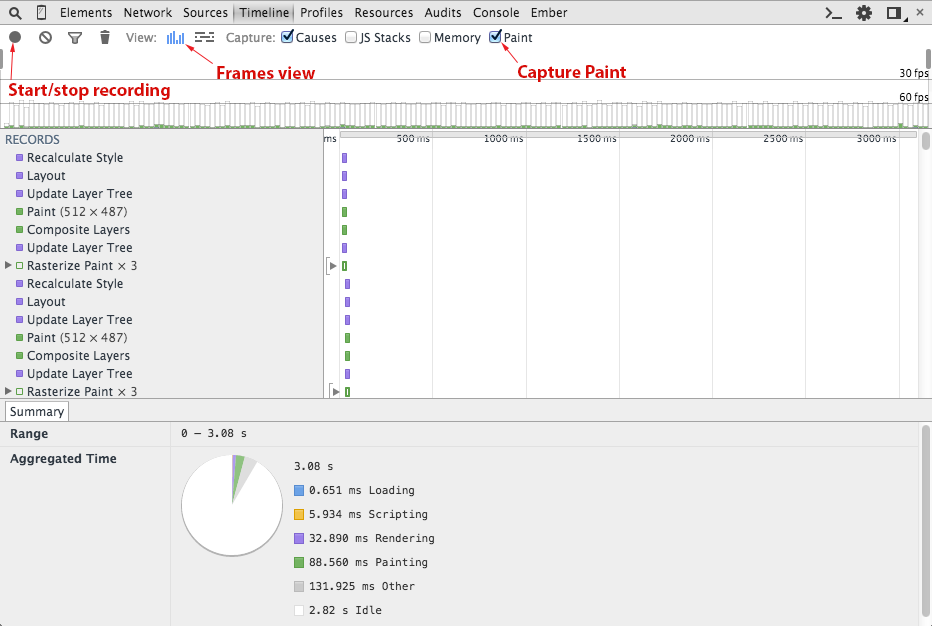 Elements Network Sources Timeline Profiles Resources Audits Console Ember
View: Capture: Causes JS Stacks Memory Paint
Frames view
Capture Paint
Start/stop recording
30 fps
60 fps
RECORDS
ms 500 ms 1000 ms 1500 ms 2000 ms 2500 ms 3000 ms
Recalculate Style
Layout
Update Layer Tree
Paint (512 × 487)
Composite Layers
Update Layer Tree
Rasterize Paint × 3
Recalculate Style
Layout
Update Layer Tree
Paint (512 × 487)
Composite Layers
Update Layer Tree
Rasterize Paint × 3
Summary
Range 0 – 3.08 s
Aggregated Time
3.08 s
0.651 ms Loading
5.934 ms Scripting
32.890 ms Rendering
88.560 ms Painting
131.925 ms Other
2.82 s Idle